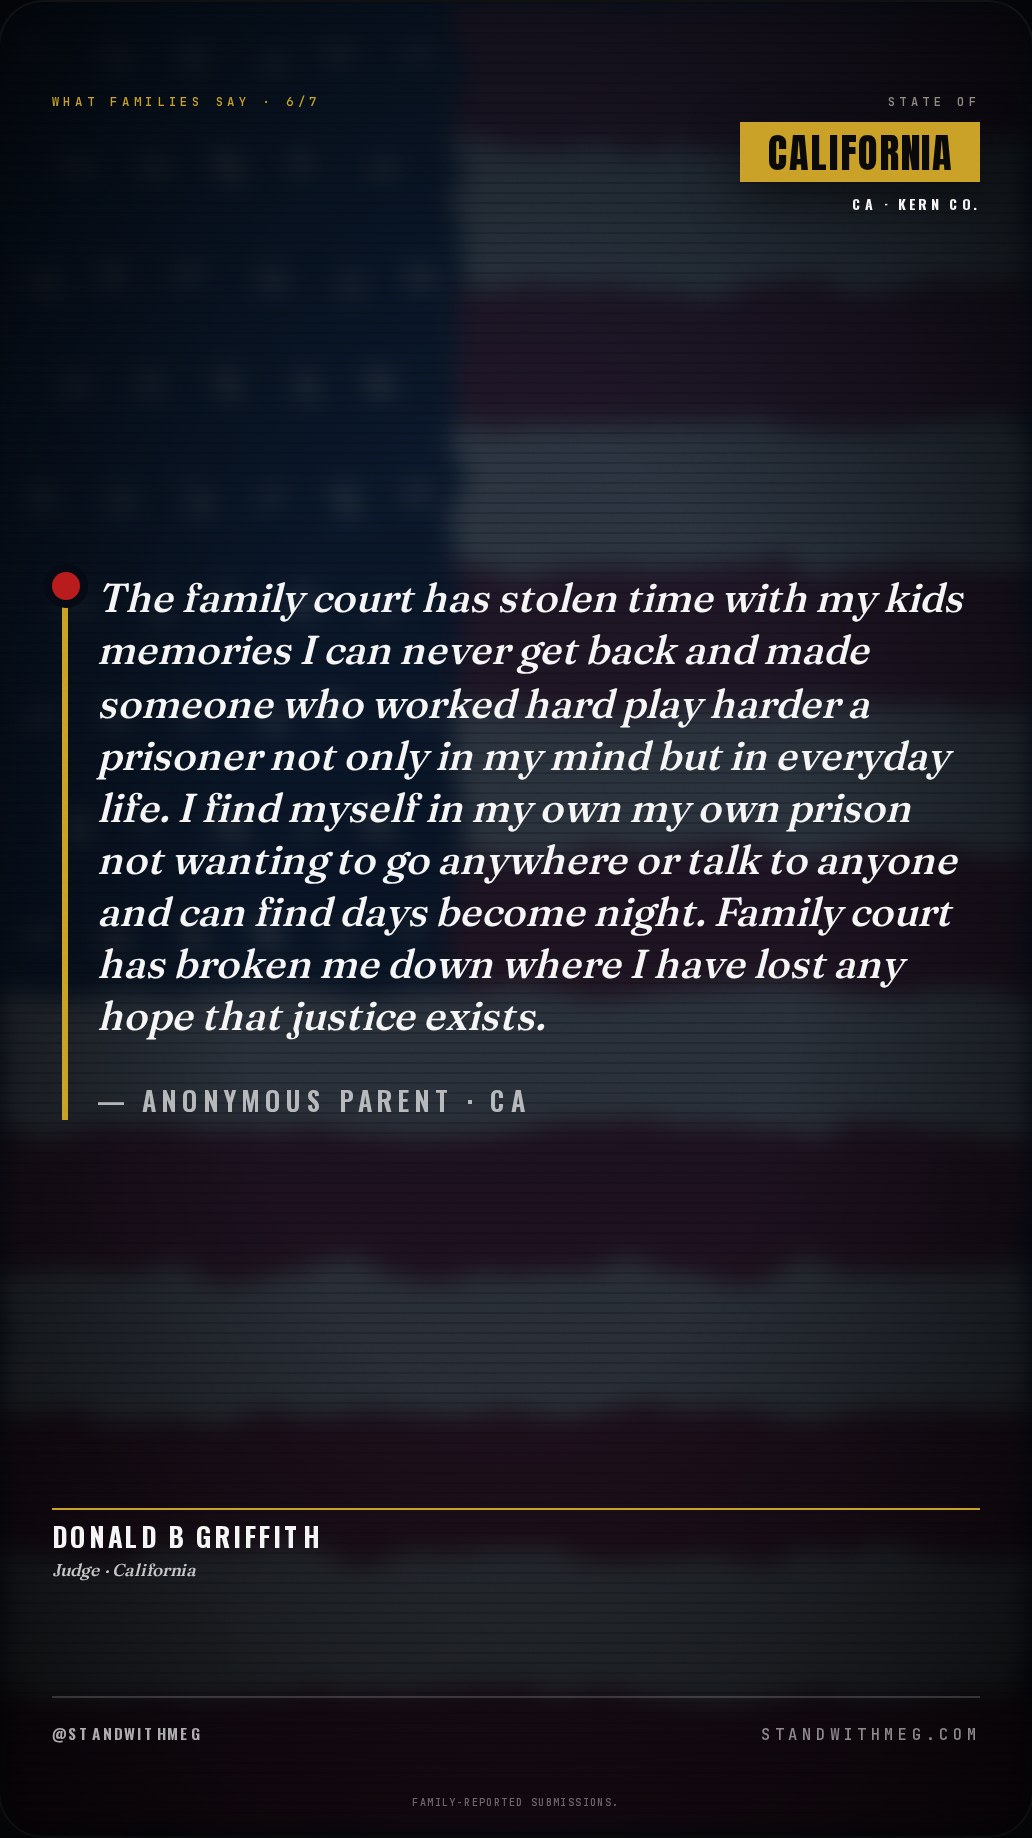 WHAT FAMILIES SAY · 6/7
STATE OF
CALIFORNIA
CA · KERN CO.
The family court has stolen time with my kids
memories I can never get back and made
someone who worked hard play harder a
prisoner not only in my mind but in everyday
life. I find myself in my own my own prison
not wanting to go anywhere or talk to anyone
and can find days become night. Family court
has broken me down where I have lost any
hope that justice exists.
— ANONYMOUS PARENT · CA
DONALD B GRIFFITH
Judge · California
@STANDWITHMEG
STANDWITHMEG.COM
FAMILY-REPORTED SUBMISSIONS.